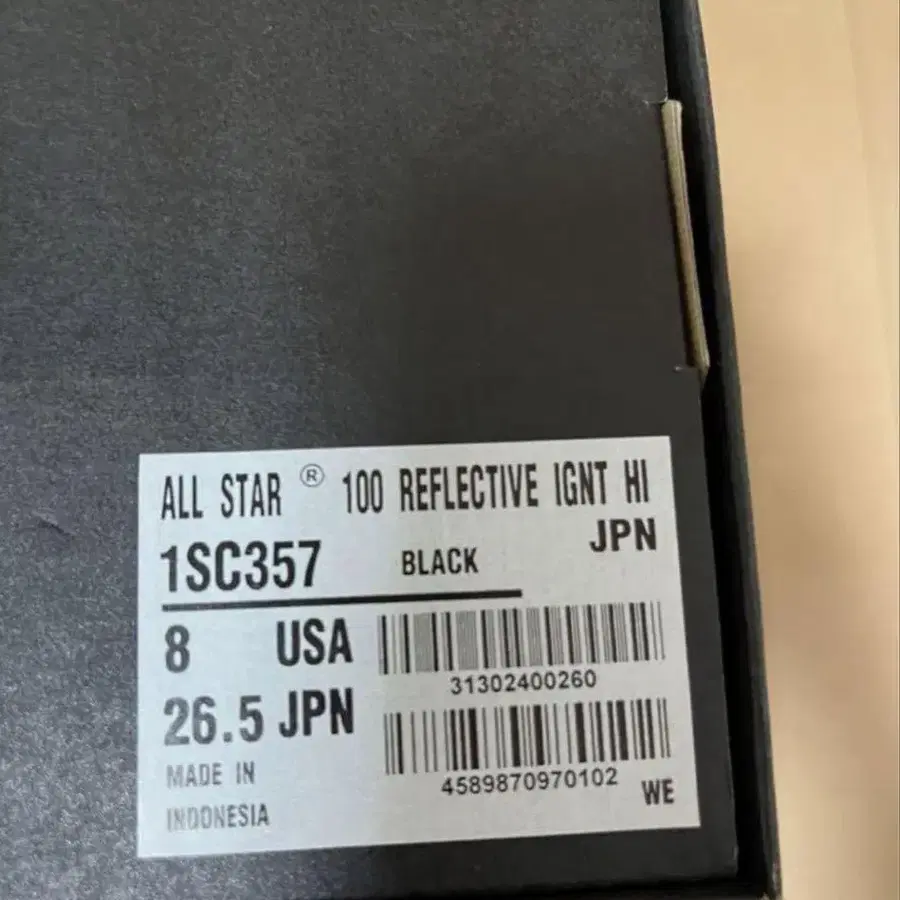 ALL STAR ® 100 REFLECTIVE IGNT HI
JPN
1SC357 BLACK
8 USA
31302400260
26.5 JPN
4589870970102
MADE IN
INDONESIA
WE